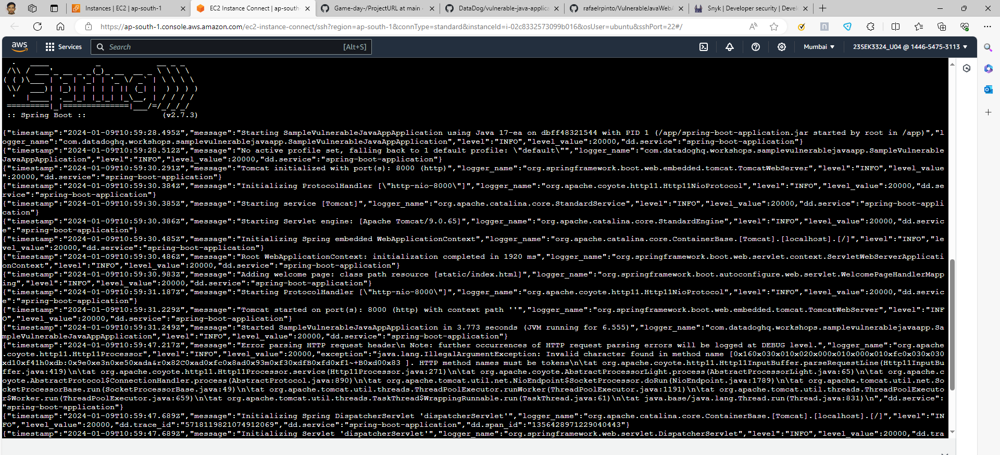 Instances | EC2 | ap-south-1
EC2 Instance Connect | ap-south-
Game-day-/ProjectURL at main
DataDog/vulnerable-java-applica
rafaelrpinto/VulnerableJavaWebA
Snyk | Developer security | Devel
https://ap-south-1.console.aws.amazon.com/ec2-instance-connect/ssh?region=ap-south-1&connType=standard&instanceId=i-02c8332573099b016&osUser=ubuntu&sshPort=22#/
aws
Services
Search
[Alt+S]
Mumbai
23SEK3324_U04 @ 1446-5475-3113
:: Spring Boot :: (v2.7.3)
{"timestamp":"2024-01-09T10:59:28.495Z","message":"Starting SampleVulnerableJavaAppApplication using Java 17-ea on dbff48321544 with PID 1 (/app/spring-boot-application.jar started by root in /app)","l
ogger_name":"com.datadoghq.workshops.samplevulnerablejavaapp.SampleVulnerableJavaAppApplication","level":"INFO","level_value":20000,"dd.service":"spring-boot-application"}
{"timestamp":"2024-01-09T10:59:28.512Z","message":"No active profile set, falling back to 1 default profile: \"default\"","logger_name":"com.datadoghq.workshops.samplevulnerablejavaapp.SampleVulnerable
JavaAppApplication","level":"INFO","level_value":20000,"dd.service":"spring-boot-application"}
{"timestamp":"2024-01-09T10:59:30.291Z","message":"Tomcat initialized with port(s): 8000 (http)","logger_name":"org.springframework.boot.web.embedded.tomcat.TomcatWebServer","level":"INFO","level_value
":20000,"dd.service":"spring-boot-application"}
{"timestamp":"2024-01-09T10:59:30.384Z","message":"Initializing ProtocolHandler [\"http-nio-8000\"]","logger_name":"org.apache.coyote.http11.Http11NioProtocol","level":"INFO","level_value":20000,"dd.se
rvice":"spring-boot-application"}
{"timestamp":"2024-01-09T10:59:30.385Z","message":"Starting service [Tomcat]","logger_name":"org.apache.catalina.core.StandardService","level":"INFO","level_value":20000,"dd.service":"spring-boot-appli
cation"}
{"timestamp":"2024-01-09T10:59:30.386Z","message":"Starting Servlet engine: [Apache Tomcat/9.0.65]","logger_name":"org.apache.catalina.core.StandardEngine","level":"INFO","level_value":20000,"dd.servic
e":"spring-boot-application"}
{"timestamp":"2024-01-09T10:59:30.485Z","message":"Initializing Spring embedded WebApplicationContext","logger_name":"org.apache.catalina.core.ContainerBase.[Tomcat].[localhost].[/]","level":"INFO","le
vel_value":20000,"dd.service":"spring-boot-application"}
{"timestamp":"2024-01-09T10:59:30.486Z","message":"Root WebApplicationContext: initialization completed in 1920 ms","logger_name":"org.springframework.boot.web.servlet.context.ServletWebServerApplicati
onContext","level":"INFO","level_value":20000,"dd.service":"spring-boot-application"}
{"timestamp":"2024-01-09T10:59:30.983Z","message":"Adding welcome page: class path resource [static/index.html]","logger_name":"org.springframework.boot.autoconfigure.web.servlet.WelcomePageHandlerMapp
ing","level":"INFO","level_value":20000,"dd.service":"spring-boot-application"}
{"timestamp":"2024-01-09T10:59:31.187Z","message":"Starting ProtocolHandler [\"http-nio-8000\"]","logger_name":"org.apache.coyote.http11.Http11NioProtocol","level":"INFO","level_value":20000,"dd.servic
e":"spring-boot-application"}
{"timestamp":"2024-01-09T10:59:31.229Z","message":"Tomcat started on port(s): 8000 (http) with context path ''","logger_name":"org.springframework.boot.web.embedded.tomcat.TomcatWebServer","level":"INF
O","level_value":20000,"dd.service":"spring-boot-application"}
{"timestamp":"2024-01-09T10:59:31.249Z","message":"Started SampleVulnerableJavaAppApplication in 3.773 seconds (JVM running for 6.555)","logger_name":"com.datadoghq.workshops.samplevulnerablejavaapp.Sa
mpleVulnerableJavaAppApplication","level":"INFO","level_value":20000,"dd.service":"spring-boot-application"}
{"timestamp":"2024-01-09T10:59:47.217Z","message":"Error parsing HTTP request header\n Note: further occurrences of HTTP request parsing errors will be logged at DEBUG level.","logger_name":"org.apache
.coyote.http11.Http11Processor","level":"INFO","level_value":20000,"exception":"java.lang.IllegalArgumentException: Invalid character found in method name [0x160x030x010x020x000x010x000x010xfc0x030x030
xd10xf41h0xdb:0x9e0xe3n0xe50xada&r0x82C0xad0xfc0x8ad0x93m0xf30xdfB0xfd0xf1~+B0xd00x83 ]. HTTP method names must be tokens\n\tat org.apache.coyote.http11.Http11InputBuffer.parseRequestLine(Http11InputBu
ffer.java:419)\n\tat org.apache.coyote.http11.Http11Processor.service(Http11Processor.java:271)\n\tat org.apache.coyote.AbstractProcessorLight.process(AbstractProcessorLight.java:65)\n\tat org.apache.c
oyote.AbstractProtocol$ConnectionHandler.process(AbstractProtocol.java:890)\n\tat org.apache.tomcat.util.net.NioEndpoint$SocketProcessor.doRun(NioEndpoint.java:1789)\n\tat org.apache.tomcat.util.net.So
cketProcessorBase.run(SocketProcessorBase.java:49)\n\tat org.apache.tomcat.util.threads.ThreadPoolExecutor.runWorker(ThreadPoolExecutor.java:1191)\n\tat org.apache.tomcat.util.threads.ThreadPoolExecuto
r$Worker.run(ThreadPoolExecutor.java:659)\n\tat org.apache.tomcat.util.threads.TaskThread$WrappingRunnable.run(TaskThread.java:61)\n\tat java.base/java.lang.Thread.run(Thread.java:831)\n","dd.service":
"spring-boot-application"}
{"timestamp":"2024-01-09T10:59:47.689Z","message":"Initializing Spring DispatcherServlet 'dispatcherServlet'","logger_name":"org.apache.catalina.core.ContainerBase.[Tomcat].[localhost].[/]","level":"IN
FO","level_value":20000,"dd.trace_id":"5718119821074912069","dd.service":"spring-boot-application","dd.span_id":"1356428971229040443"}
{"timestamp":"2024-01-09T10:59:47.689Z","message":"Initializing Servlet 'dispatcherServlet'","logger_name":"org.springframework.web.servlet.DispatcherServlet","level":"INFO","level_value":20000,"dd.tra